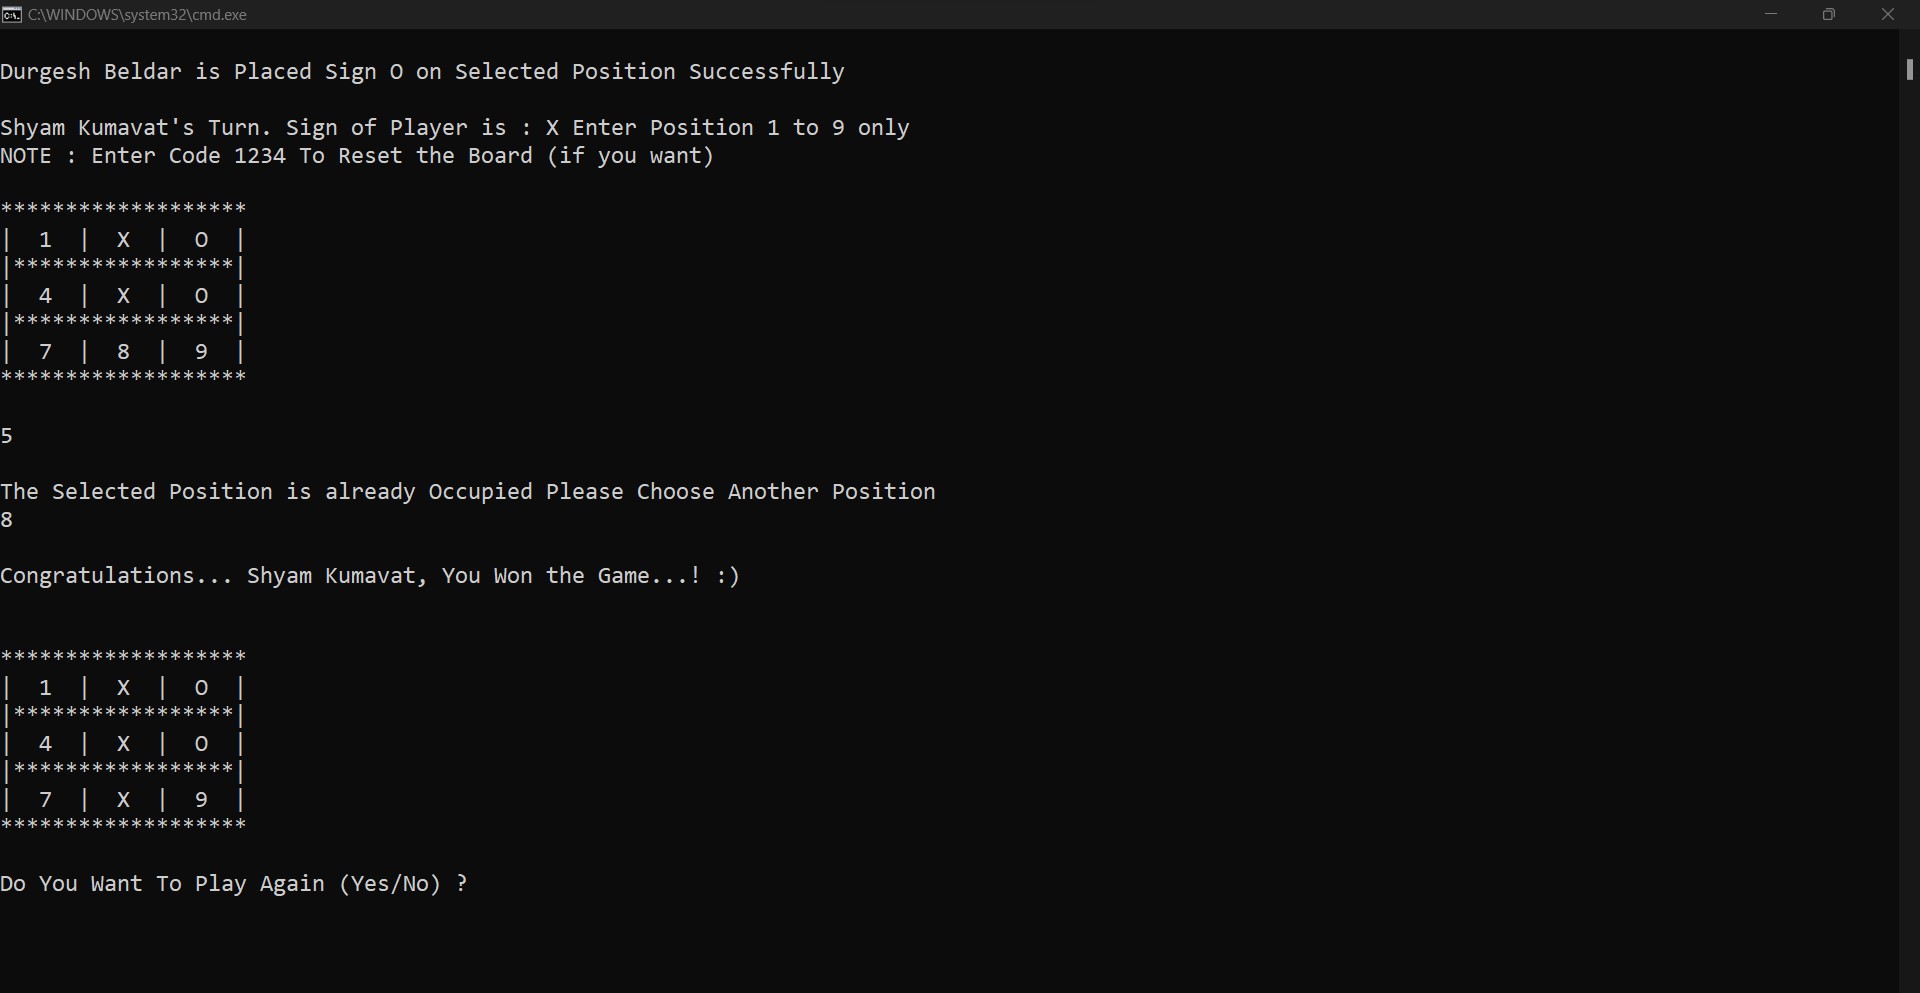 C:\WINDOWS\system32\cmd.exe
Durgesh Beldar is Placed Sign O on Selected Position Successfully
Shyam Kumavat's Turn. Sign of Player is : X Enter Position 1 to 9 only
NOTE : Enter Code 1234 To Reset the Board (if you want)
*******************
|  1  |  X  |  O  |
|*****************|
|  4  |  X  |  O  |
|*****************|
|  7  |  8  |  9  |
*******************
5
The Selected Position is already Occupied Please Choose Another Position
8
Congratulations... Shyam Kumavat, You Won the Game...! :)
*******************
|  1  |  X  |  O  |
|*****************|
|  4  |  X  |  O  |
|*****************|
|  7  |  X  |  9  |
*******************
Do You Want To Play Again (Yes/No) ?